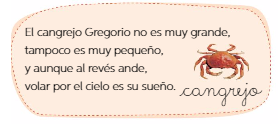 El cangrejo Gregorio no es muy grande,
tampoco es muy pequeño,
y aunque al revés ande,
volar por el cielo es su sueño.
cangrejo